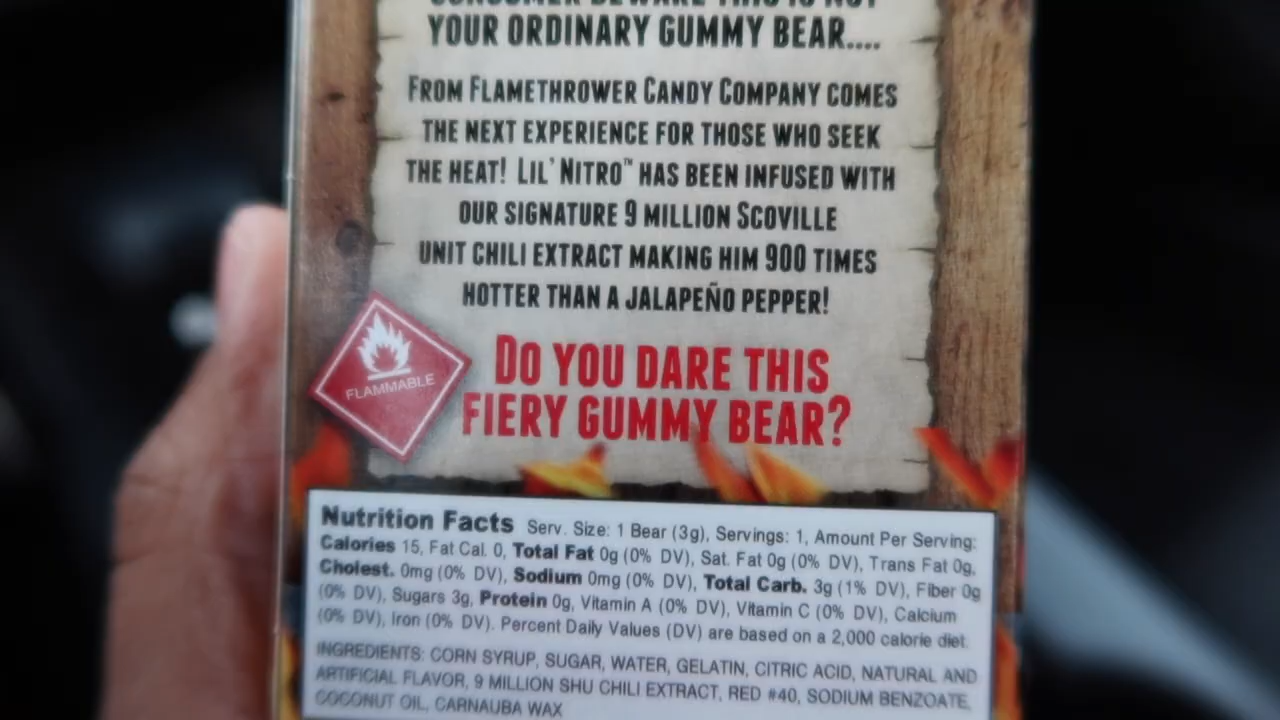 CONSUMER BEWARE THIS IS NOT
YOUR ORDINARY GUMMY BEAR....
FROM FLAMETHROWER CANDY COMPANY COMES
THE NEXT EXPERIENCE FOR THOSE WHO SEEK
THE HEAT! LIL' NITRO™ HAS BEEN INFUSED WITH
OUR SIGNATURE 9 MILLION SCOVILLE
UNIT CHILI EXTRACT MAKING HIM 900 TIMES
HOTTER THAN A JALAPEÑO PEPPER!
FLAMMABLE
DO YOU DARE THIS
FIERY GUMMY BEAR?
Nutrition Facts Serv. Size: 1 Bear (3g), Servings: 1, Amount Per Serving:
Calories 15, Fat Cal. 0, Total Fat 0g (0% DV), Sat. Fat 0g (0% DV), Trans Fat 0g,
Cholest. 0mg (0% DV), Sodium 0mg (0% DV), Total Carb. 3g (1% DV), Fiber 0g
(0% DV), Sugars 3g, Protein 0g, Vitamin A (0% DV), Vitamin C (0% DV), Calcium
(0% DV), Iron (0% DV). Percent Daily Values (DV) are based on a 2,000 calorie diet.
INGREDIENTS: CORN SYRUP, SUGAR, WATER, GELATIN, CITRIC ACID, NATURAL AND
ARTIFICIAL FLAVOR, 9 MILLION SHU CHILI EXTRACT, RED #40, SODIUM BENZOATE,
COCONUT OIL, CARNAUBA WAX